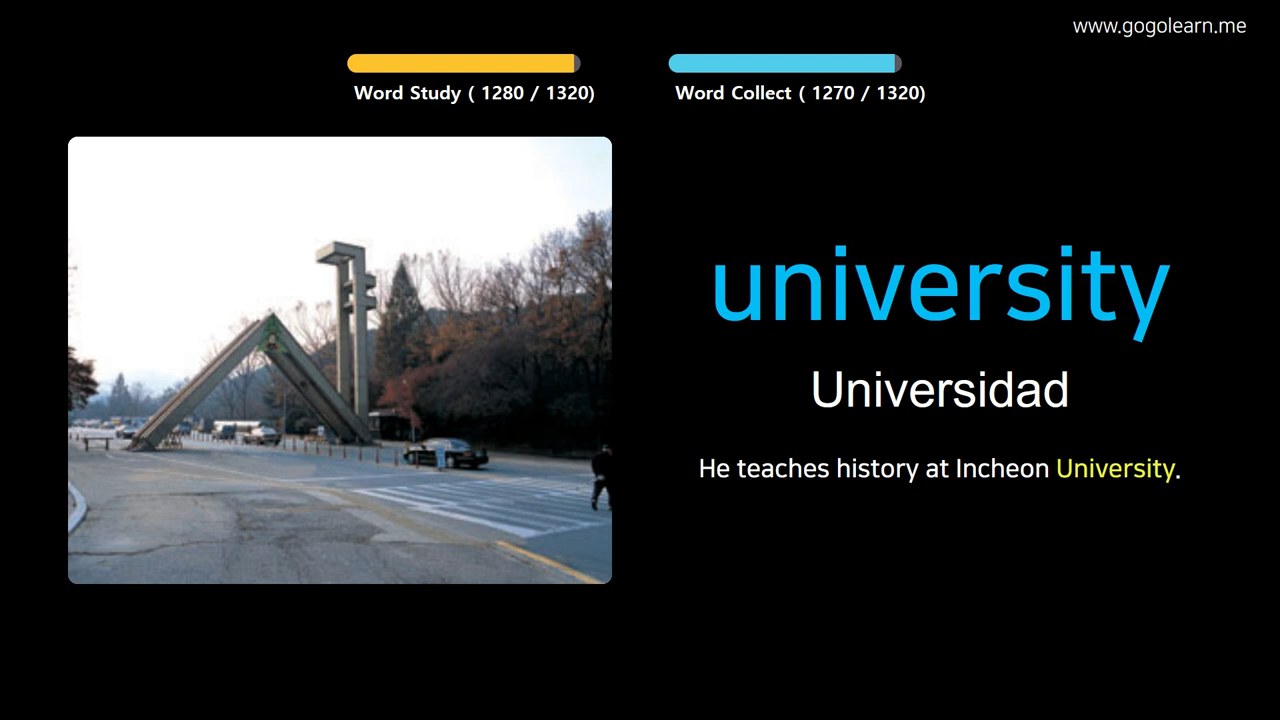 www.gogolearn.me
Word Study ( 1280 / 1320)
Word Collect ( 1270 / 1320)
university
Universidad
He teaches history at Incheon University.